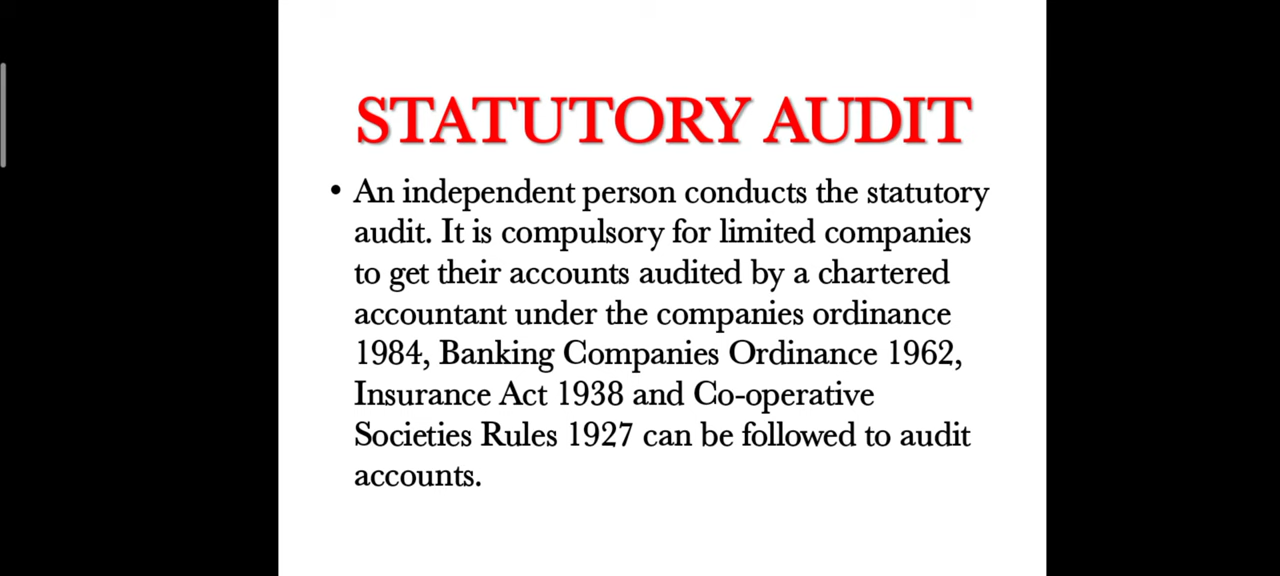 STATUTORY AUDIT
• An independent person conducts the statutory
audit. It is compulsory for limited companies
to get their accounts audited by a chartered
accountant under the companies ordinance
1984, Banking Companies Ordinance 1962,
Insurance Act 1938 and Co-operative
Societies Rules 1927 can be followed to audit
accounts.